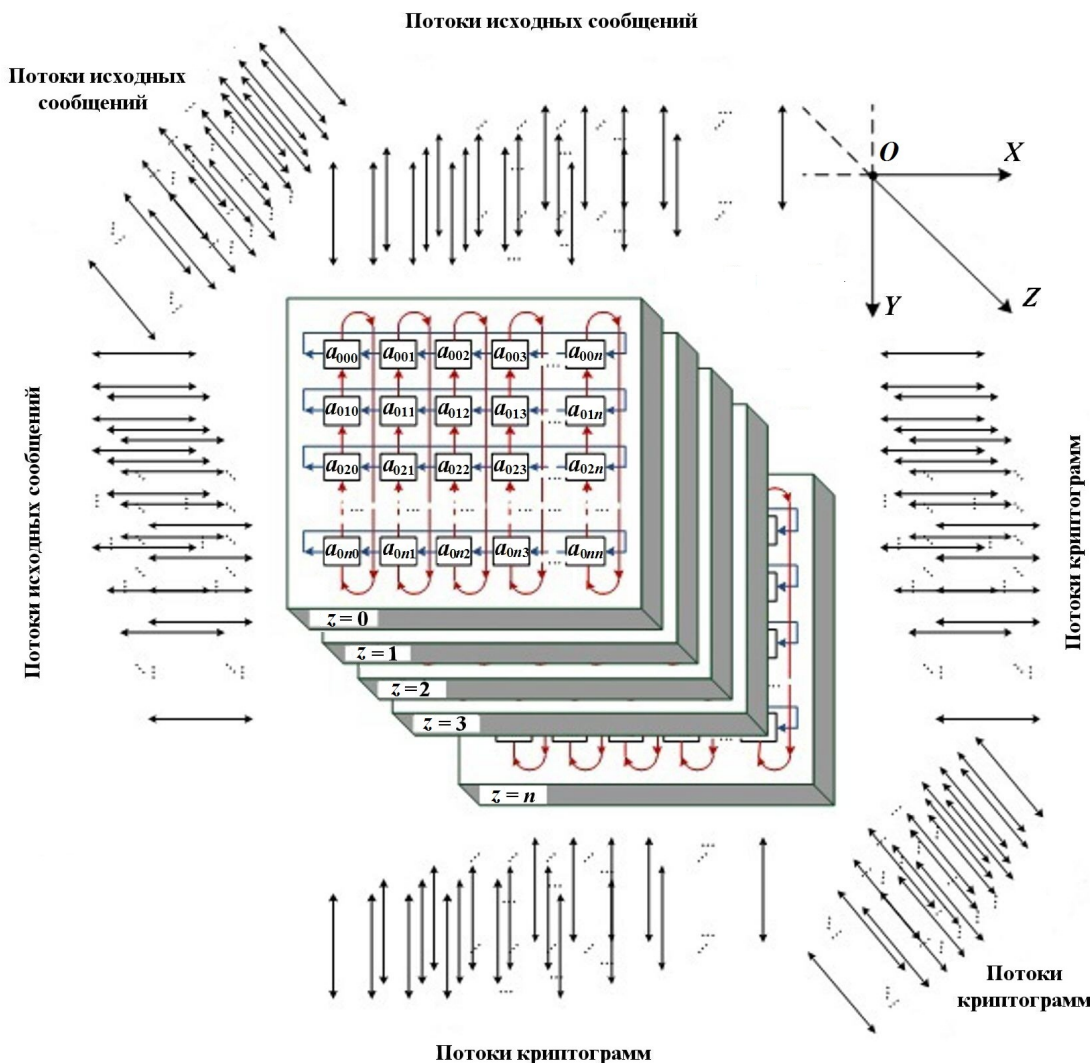 Потоки исходных сообщений
Потоки исходных
сообщений
O
X
Y
Z
a000 a001 a002 a003 ... a00n
a010 a011 a012 a013 ... a01n
a020 a021 a022 a023 ... a02n
... ... ...
a0n0 a0n1 a0n2 a0n3 ... a0nn
z = 0
z = 1
z = 2
z = 3
z = n
Потоки исходных сообщений
Потоки криптограмм
Потоки
криптограмм
Потоки криптограмм